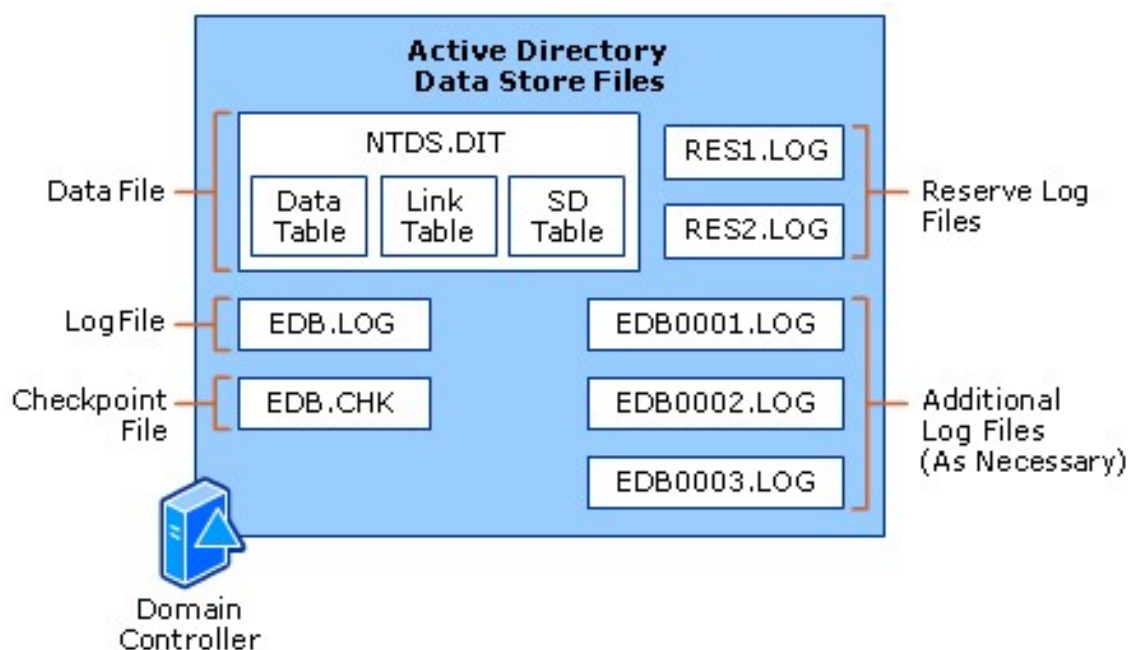 Active Directory
Data Store Files
Data File
NTDS.DIT
Data
Table
Link
Table
SD
Table
RES1.LOG
RES2.LOG
Reserve Log
Files
Log File
EDB.LOG
Checkpoint
File
EDB.CHK
EDB0001.LOG
EDB0002.LOG
EDB0003.LOG
Additional
Log Files
(As Necessary)
Domain
Controller